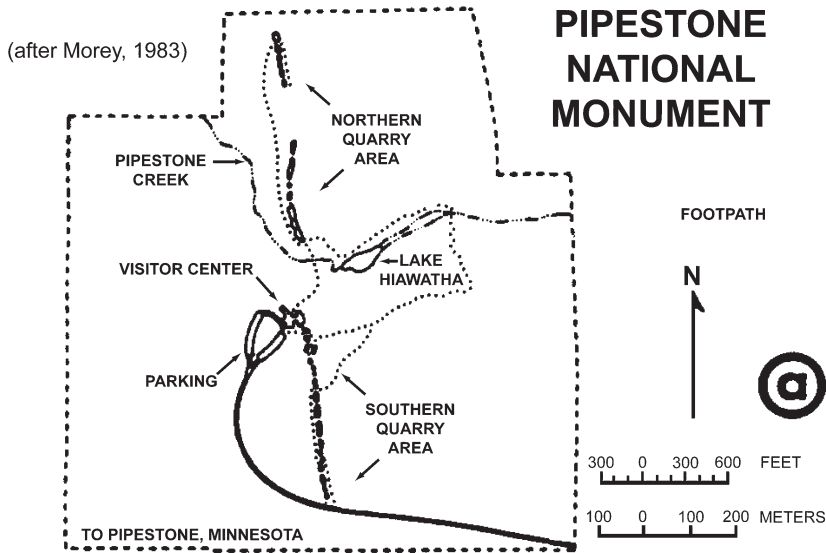 PIPESTONE
NATIONAL
MONUMENT
(after Morey, 1983)
NORTHERN
QUARRY
AREA
PIPESTONE
CREEK
FOOTPATH
VISITOR CENTER
LAKE
HIAWATHA
N
PARKING
a
SOUTHERN
QUARRY
AREA
300 0 300 600 FEET
100 0 100 200 METERS
TO PIPESTONE, MINNESOTA